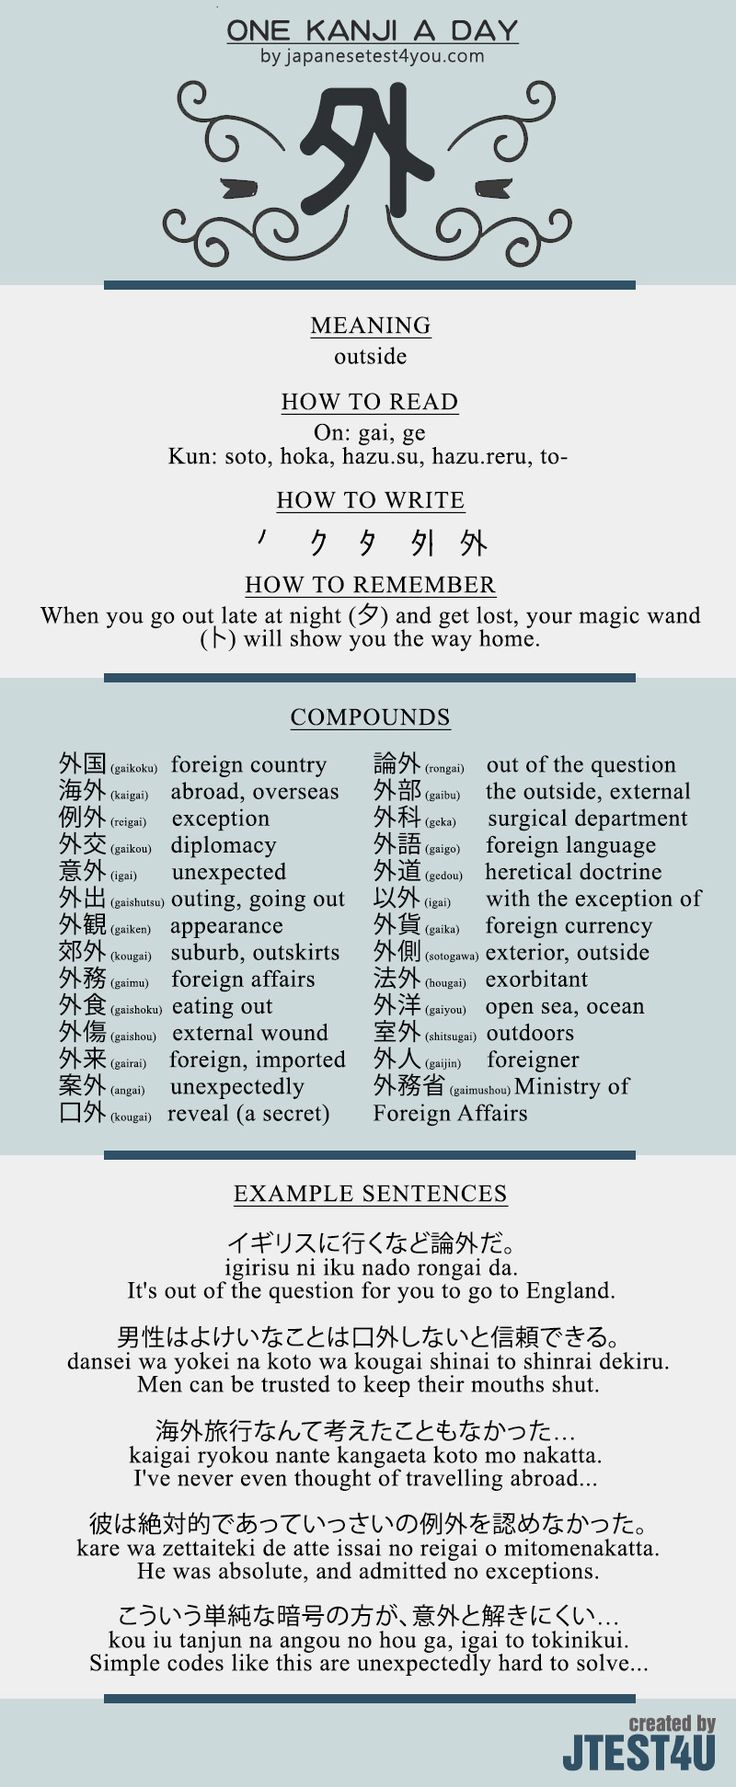 ONE KANJI A DAY
by japanesetest4you.com
外
MEANING
outside
HOW TO READ
On: gai, ge
Kun: soto, hoka, hazu.su, hazu.reru, to-
HOW TO WRITE
ノ ク タ 列 外
HOW TO REMEMBER
When you go out late at night (夕) and get lost, your magic wand
(卜) will show you the way home.
COMPOUNDS
外国 (gaikoku) foreign country
海外 (kaigai) abroad, overseas
例外 (reigai) exception
外交 (gaikou) diplomacy
意外 (igai) unexpected
外出 (gaishutsu) outing, going out
外観 (gaiken) appearance
郊外 (kougai) suburb, outskirts
外務 (gaimu) foreign affairs
外食 (gaishoku) eating out
外傷 (gaishou) external wound
外来 (gairai) foreign, imported
案外 (angai) unexpectedly
口外 (kougai) reveal (a secret)
論外 (rongai) out of the question
外部 (gaibu) the outside, external
外科 (geka) surgical department
外語 (gaigo) foreign language
外道 (gedou) heretical doctrine
以外 (igai) with the exception of
外貨 (gaika) foreign currency
外側 (sotogawa) exterior, outside
法外 (hougai) exorbitant
外洋 (gaiyou) open sea, ocean
室外 (shitsugai) outdoors
外人 (gaijin) foreigner
外務省 (gaimushou) Ministry of
Foreign Affairs
EXAMPLE SENTENCES
イギリスに行くなど論外だ。
igirisu ni iku nado rongai da.
It's out of the question for you to go to England.
男性はよけいなことは口外しないと信頼できる。
dansei wa yokei na koto wa kougai shinai to shinrai dekiru.
Men can be trusted to keep their mouths shut.
海外旅行なんて考えたこともなかった…
kaigai ryokou nante kangaeta koto mo nakatta.
I've never even thought of travelling abroad...
彼は絶対的であっていっさいの例外を認めなかった。
kare wa zettaiteki de atte issai no reigai o mitomenakatta.
He was absolute, and admitted no exceptions.
こういう単純な暗号の方が、意外と解きにくい…
kou iu tanjun na angou no hou ga, igai to tokinikui.
Simple codes like this are unexpectedly hard to solve...
created by
JTEST4U